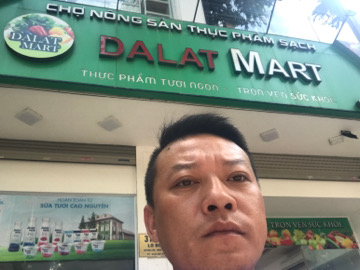 CHỢ NÔNG SẢN THỰC PHẨM SẠCH
DALAT
MART
DALAT MART
THỰC PHẨM TƯƠI NGON
TRỌN VẸN SỨC KHỎE
SỮA TƯƠI CAO NGUYÊN
TRỌN VẸN SỨC KHỎE